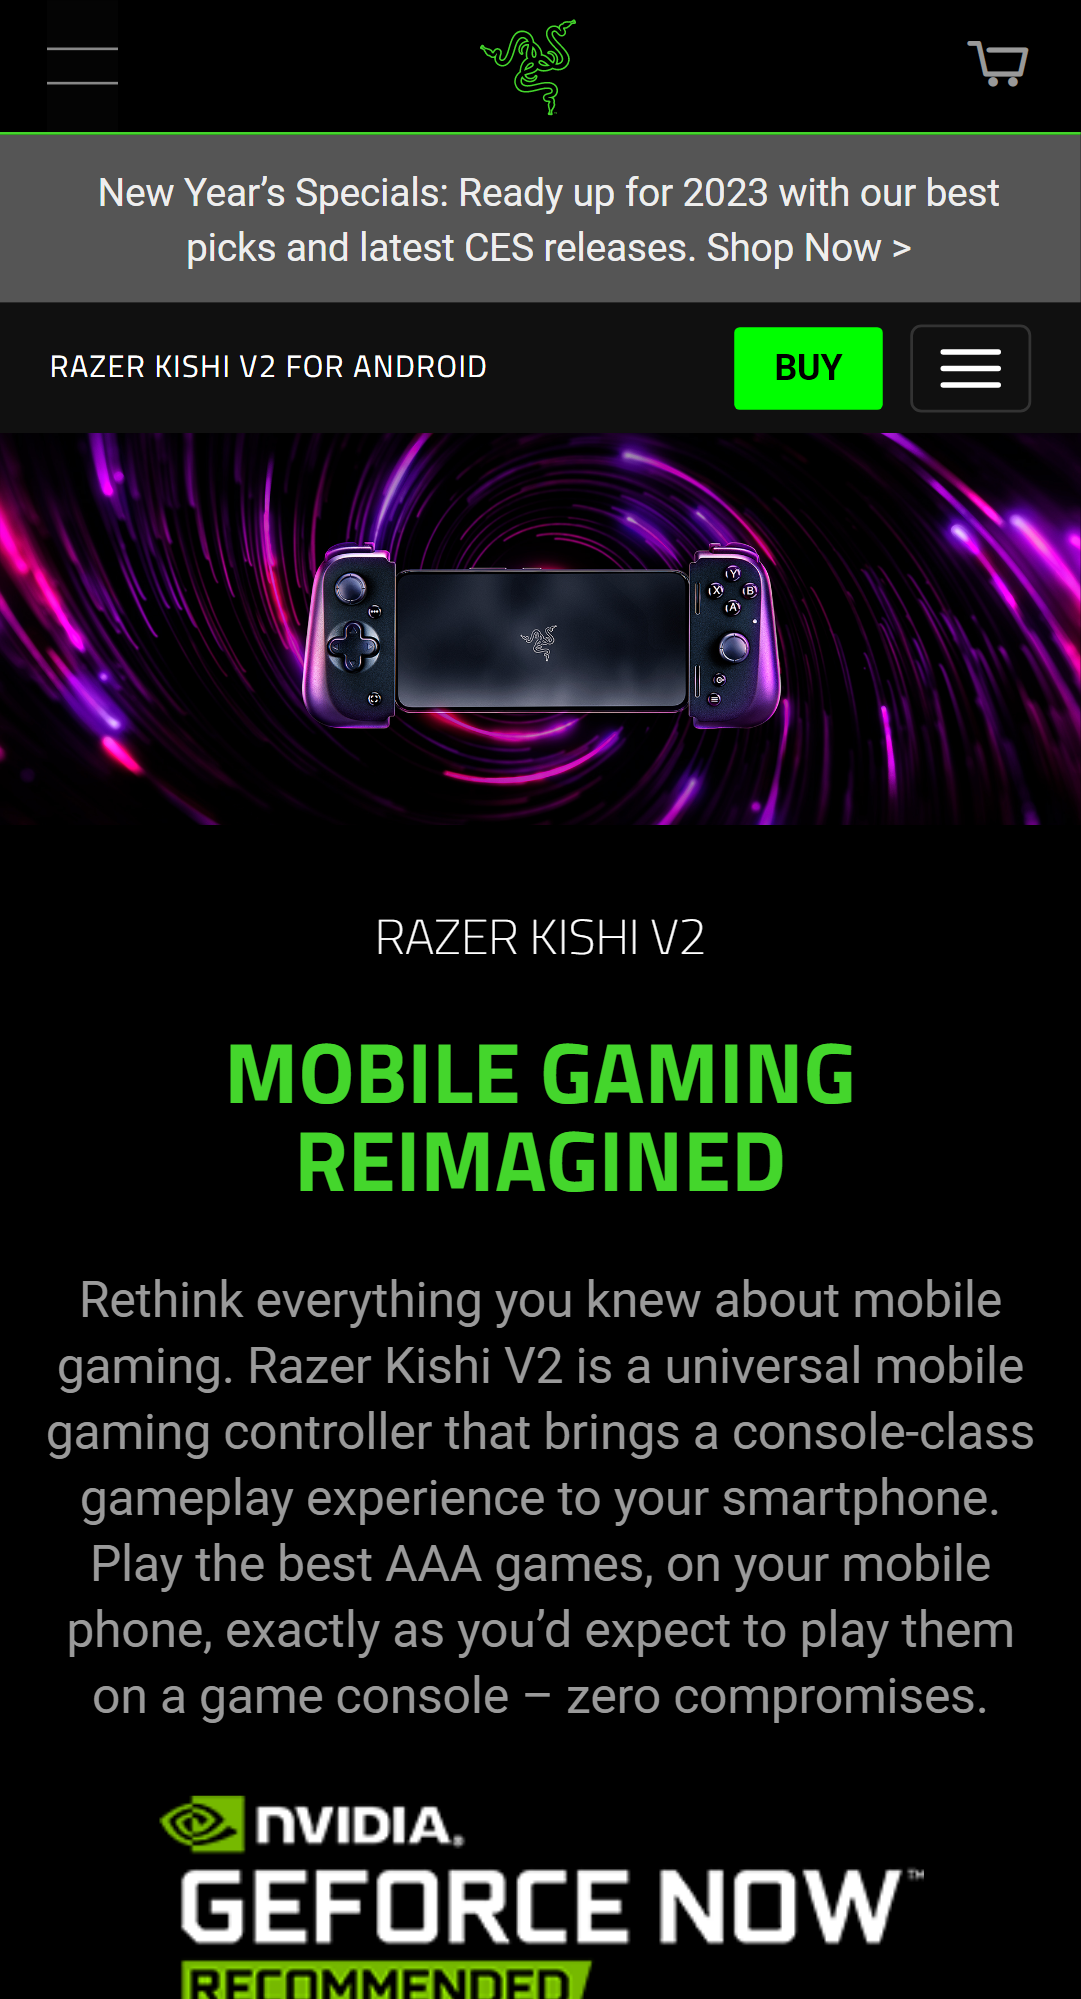 New Year’s Specials: Ready up for 2023 with our best
picks and latest CES releases. Shop Now >
RAZER KISHI V2 FOR ANDROID
BUY
Y
X
B
A
RAZER KISHI V2
MOBILE GAMING
REIMAGINED
Rethink everything you knew about mobile
gaming. Razer Kishi V2 is a universal mobile
gaming controller that brings a console-class
gameplay experience to your smartphone.
Play the best AAA games, on your mobile
phone, exactly as you’d expect to play them
on a game console – zero compromises.
NVIDIA.
GEFORCE NOW™
RECOMMENDED